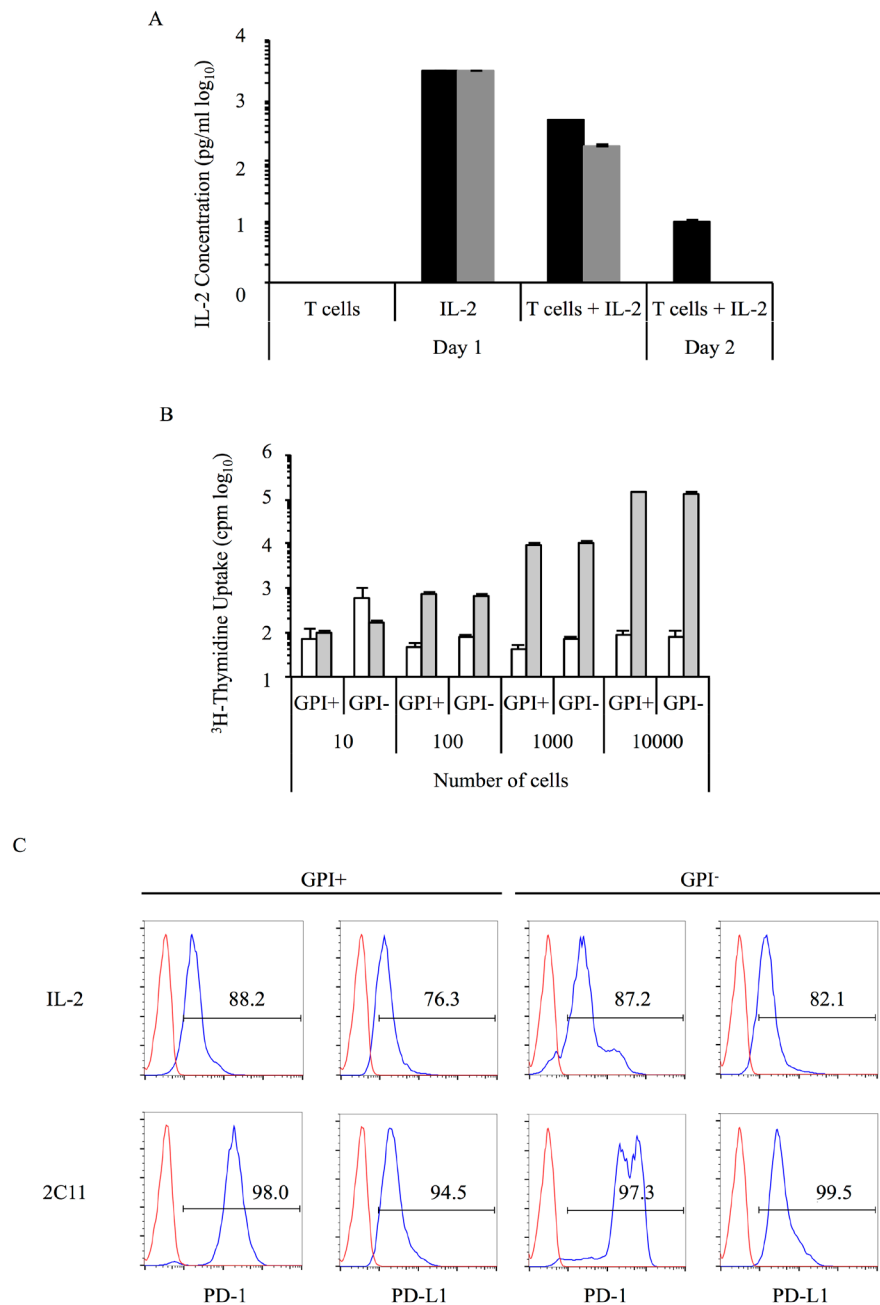 A
IL-2 Concentration (pg/ml log10)
4
3
2
1
0
T cells IL-2 T cells + IL-2 T cells + IL-2
Day 1 Day 2
B
³H-Thymidine Uptake (cpm log10)
6
5
4
3
2
1
GPI+ GPI- GPI+ GPI- GPI+ GPI- GPI+ GPI-
10 100 1000 10000
Number of cells
C
GPI+ GPI-
IL-2 88.2 76.3 87.2 82.1
2C11 98.0 94.5 97.3 99.5
PD-1 PD-L1 PD-1 PD-L1